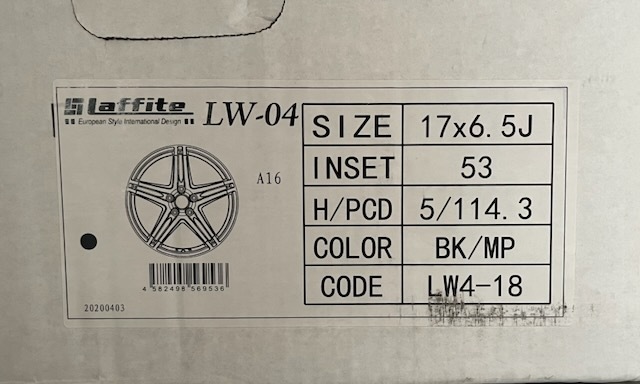 Laffite LW-04
European Style International Design
A16
4 582498 569536
20200403
SIZE 17x6.5J
INSET 53
H/PCD 5/114.3
COLOR BK/MP
CODE LW4-18